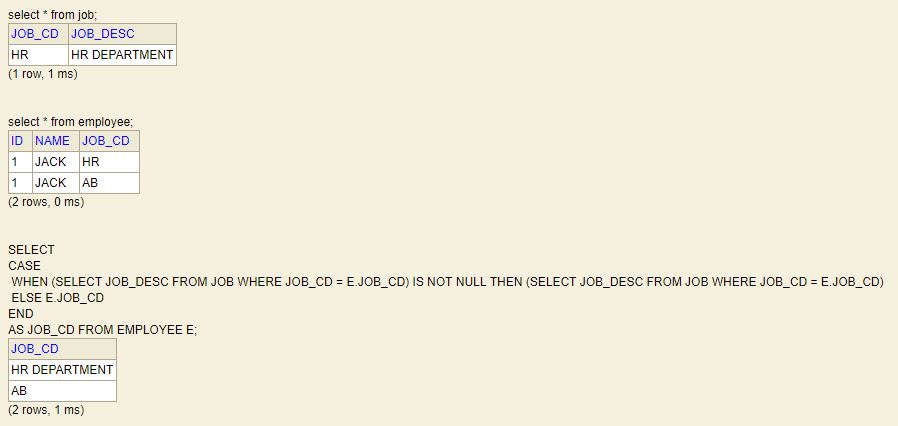 select * from job;
JOB_CD JOB_DESC
HR HR DEPARTMENT
(1 row, 1 ms)
select * from employee;
ID NAME JOB_CD
1 JACK HR
1 JACK AB
(2 rows, 0 ms)
SELECT
CASE
WHEN (SELECT JOB_DESC FROM JOB WHERE JOB_CD = E.JOB_CD) IS NOT NULL THEN (SELECT JOB_DESC FROM JOB WHERE JOB_CD = E.JOB_CD)
ELSE E.JOB_CD
END
AS JOB_CD FROM EMPLOYEE E;
JOB_CD
HR DEPARTMENT
AB
(2 rows, 1 ms)